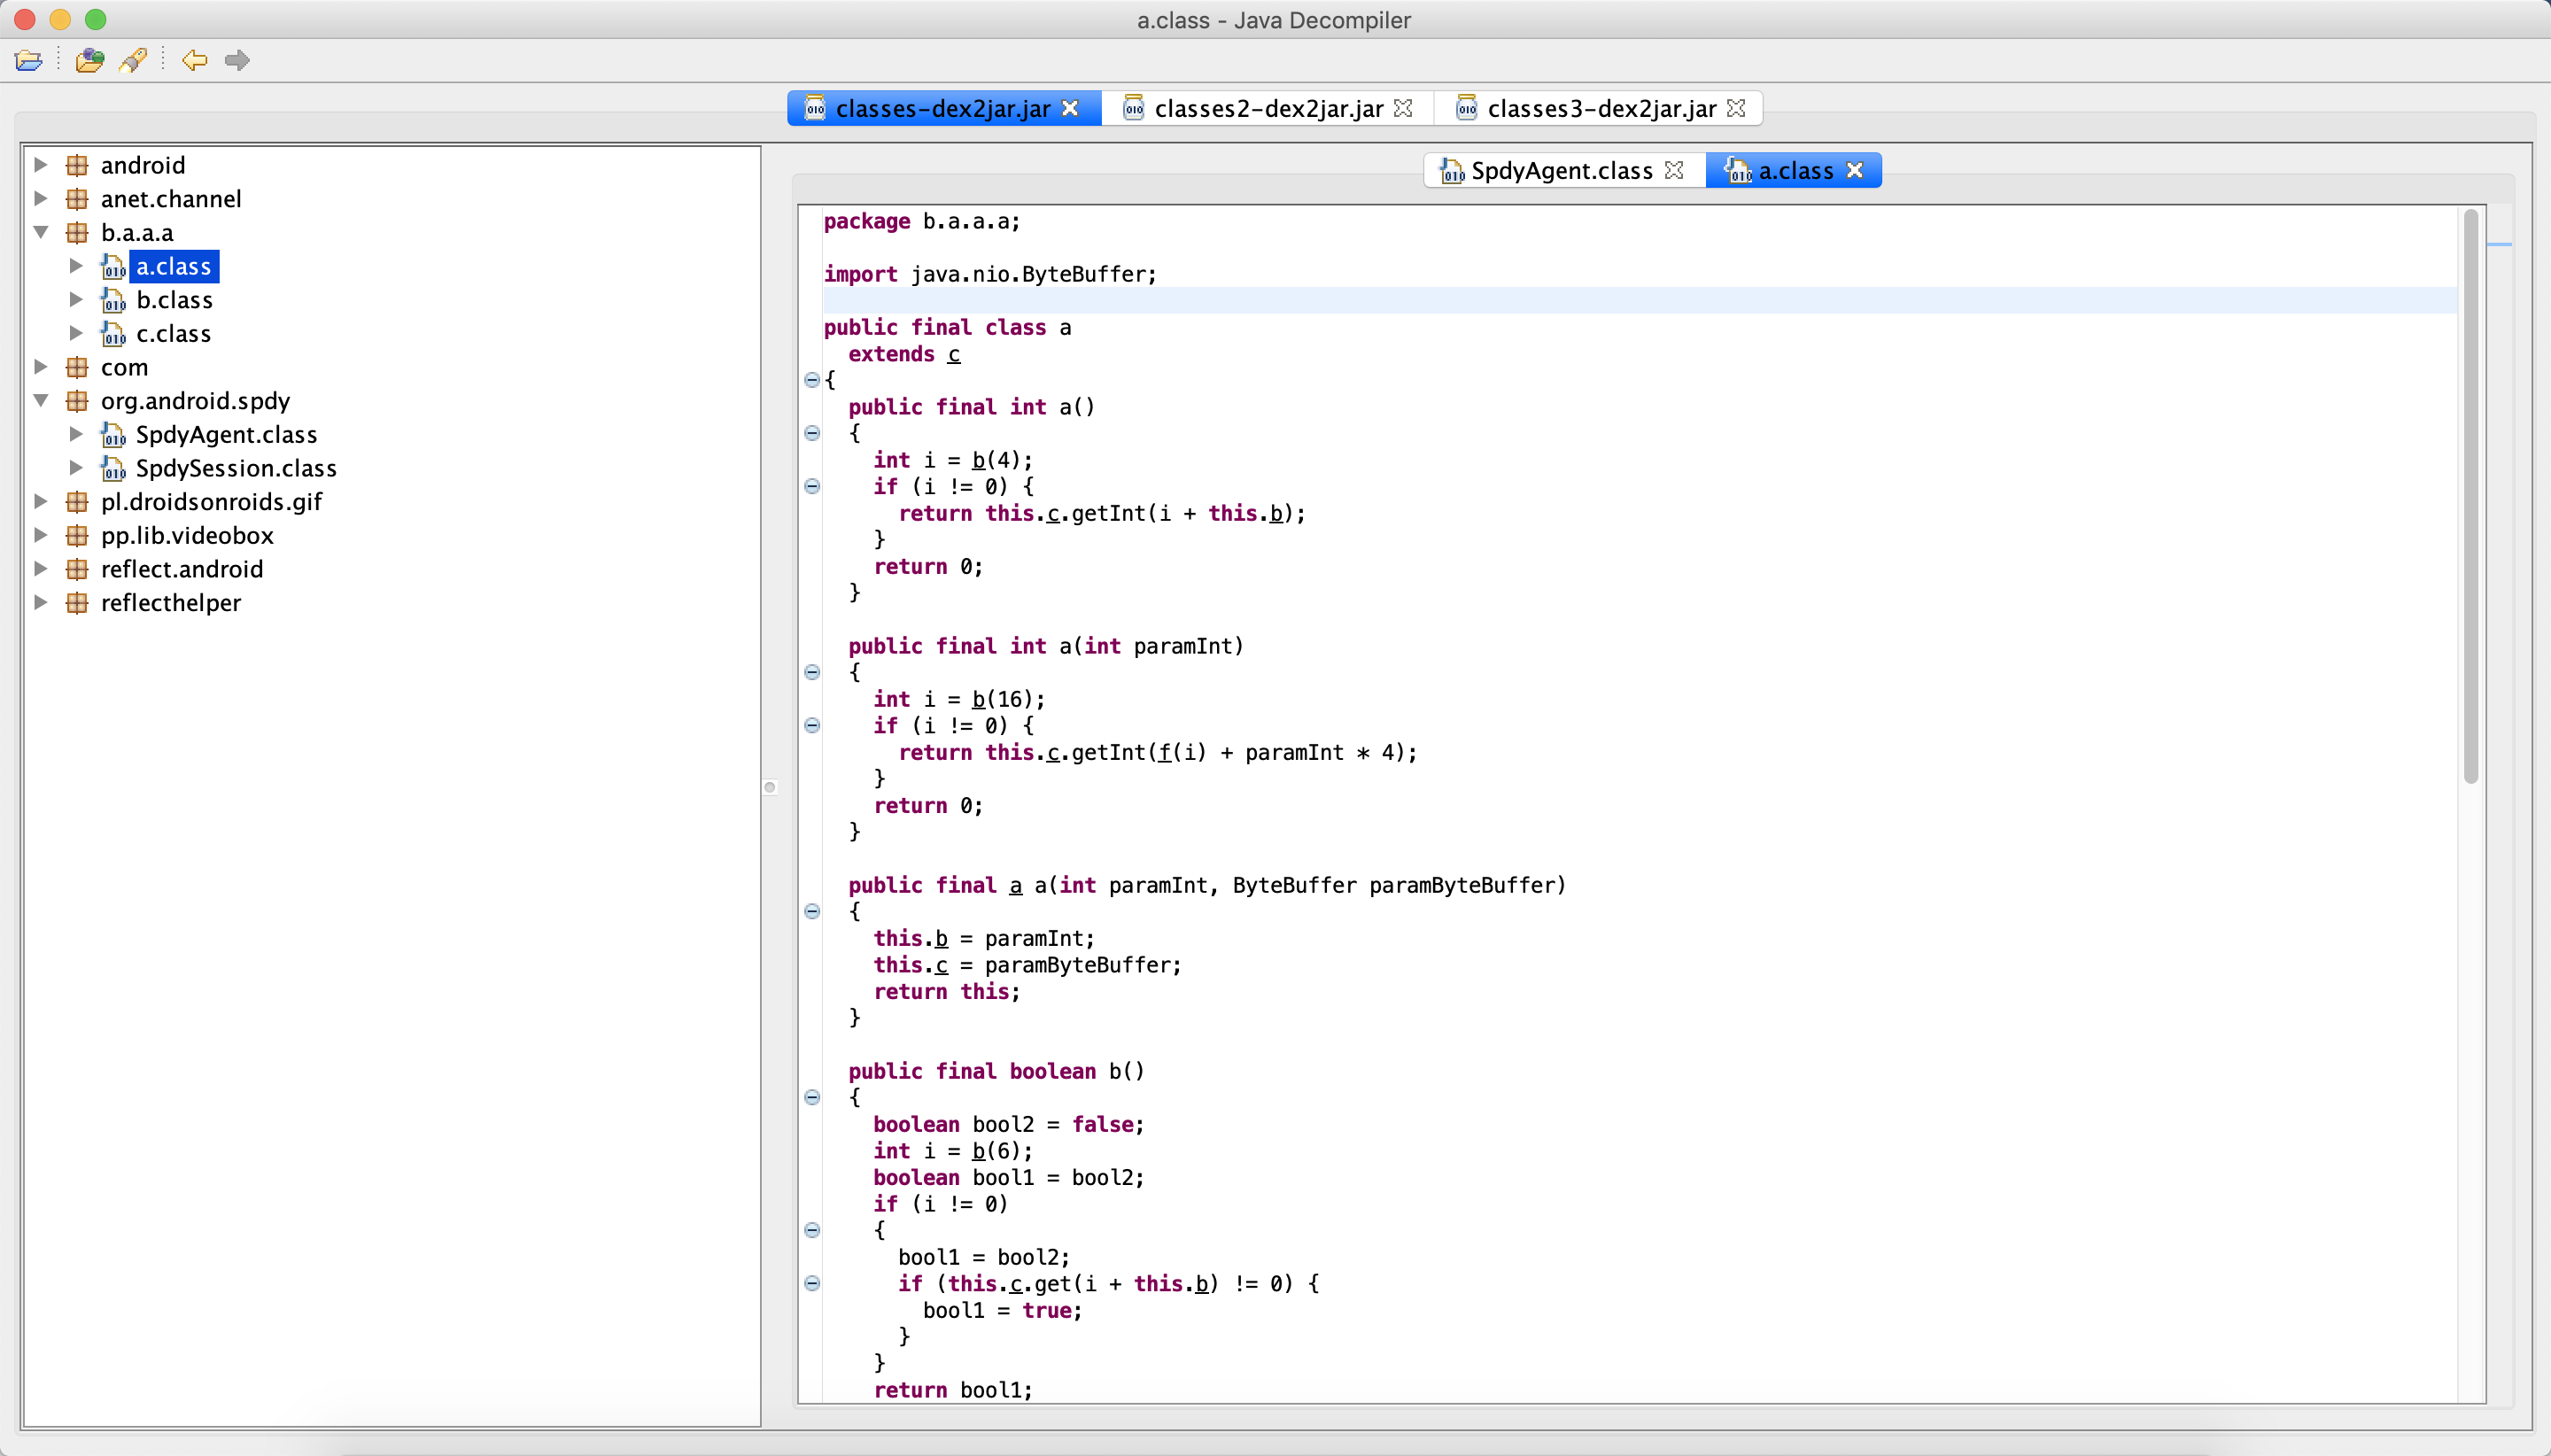 a.class - Java Decompiler
classes-dex2jar.jar
classes2-dex2jar.jar
classes3-dex2jar.jar
android
anet.channel
b.a.a.a
a.class
b.class
c.class
com
org.android.spdy
SpdyAgent.class
SpdySession.class
pl.droidsonroids.gif
pp.lib.videobox
reflect.android
reflecthelper
SpdyAgent.class
a.class
package b.a.a.a;
import java.nio.ByteBuffer;
public final class a
extends c
{
public final int a()
{
int i = b(4);
if (i != 0) {
return this.c.getInt(i + this.b);
}
return 0;
}
public final int a(int paramInt)
{
int i = b(16);
if (i != 0) {
return this.c.getInt(f(i) + paramInt * 4);
}
return 0;
}
public final a a(int paramInt, ByteBuffer paramByteBuffer)
{
this.b = paramInt;
this.c = paramByteBuffer;
return this;
}
public final boolean b()
{
boolean bool2 = false;
int i = b(6);
boolean bool1 = bool2;
if (i != 0)
{
bool1 = bool2;
if (this.c.get(i + this.b) != 0) {
bool1 = true;
}
}
return bool1;